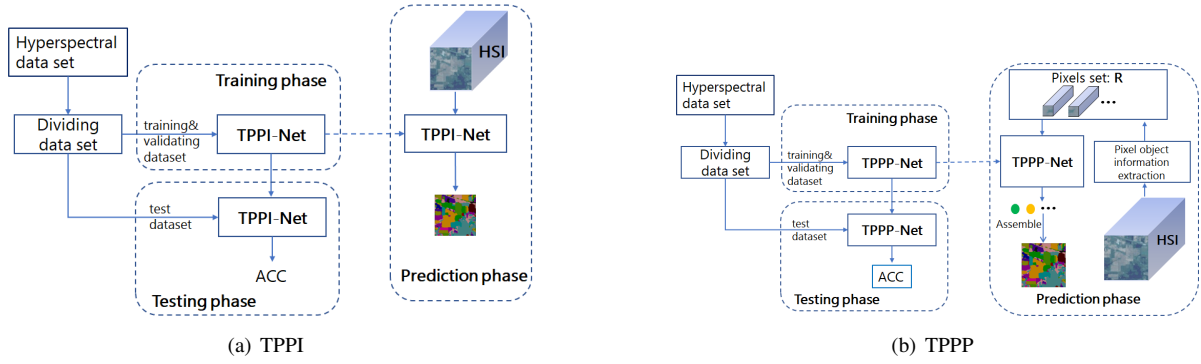 Hyperspectral
data set
Dividing
data set
Training phase
training&
validating
dataset
TPPI-Net
test
dataset
TPPI-Net
ACC
Testing phase
HSI
TPPI-Net
Prediction phase
(a) TPPI
Hyperspectral
data set
Dividing
data set
Training phase
training&
validating
dataset
TPPP-Net
test
dataset
TPPP-Net
ACC
Testing phase
Pixels set: R
...
TPPP-Net
Pixel object
information
extraction
...
Assemble
HSI
Prediction phase
(b) TPPP